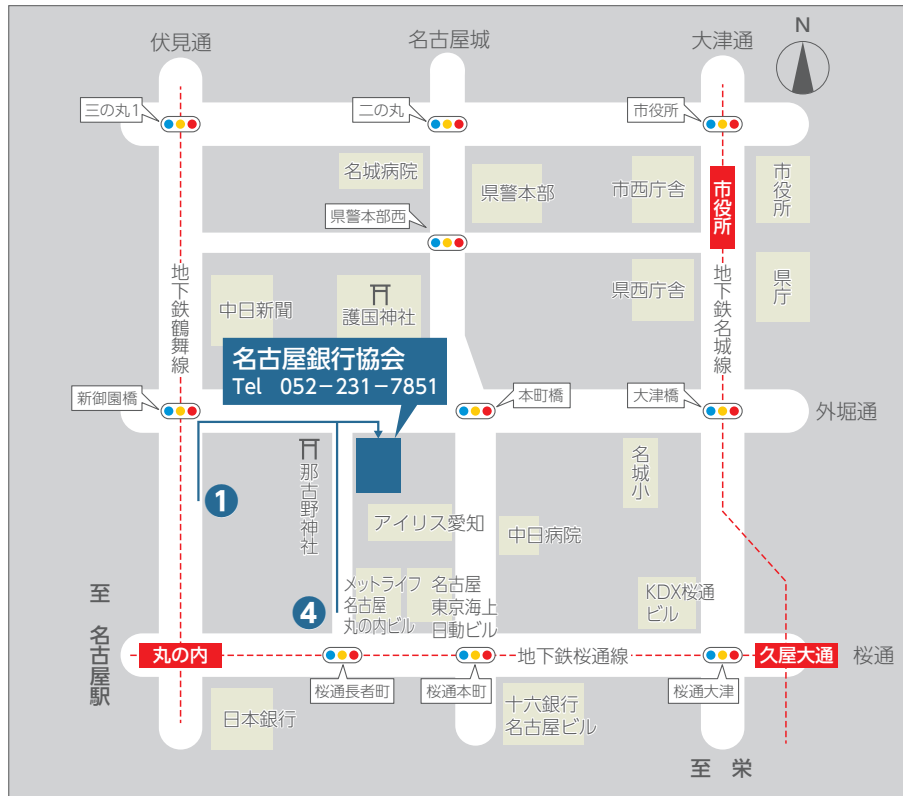 伏見通
名古屋城
大津通
N
三の丸1
二の丸
市役所
名城病院
県警本部
市西庁舎
市役所
市役所
県警本部西
地下鉄鶴舞線
中日新聞
護国神社
県西庁舎
地下鉄名城線
県庁
名古屋銀行協会
Tel 052-231-7851
新御園橋
本町橋
大津橋
外堀通
那古野神社
名城小
1
アイリス愛知
中日病院
至 名古屋駅
4
メットライフ
名古屋
丸の内ビル
名古屋
東京海上
日動ビル
KDX桜通
ビル
丸の内
地下鉄桜通線
久屋大通
桜通
桜通長者町
桜通本町
桜通大津
日本銀行
十六銀行
名古屋ビル
至 栄